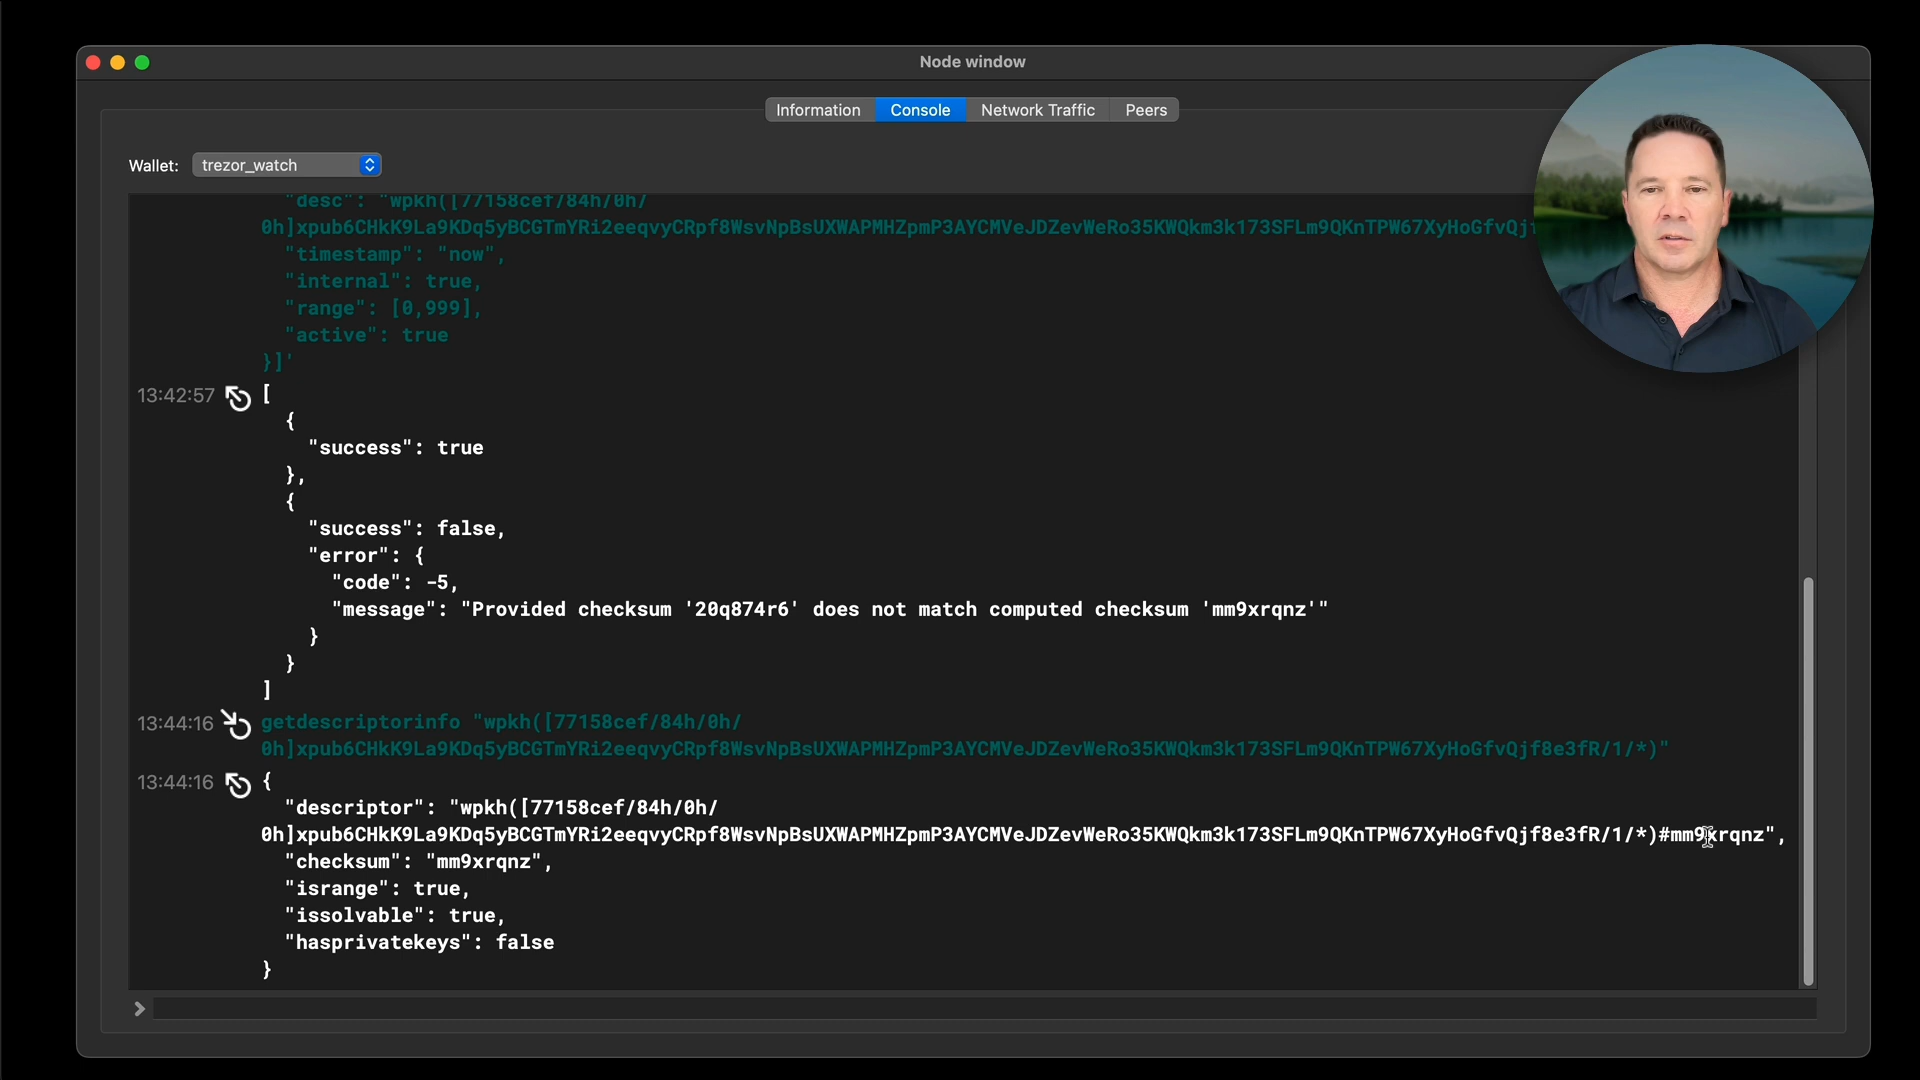 Node window
Information
Console
Network Traffic
Peers
Wallet:
trezor_watch
"desc": "wpkh([77158cef/84h/0h/
0h]xpub6CHkK9La9KDq5yBCGTmYRi2eeqvyCRpf8WsvNpBsUXWAPMHZpmP3AYCMVeJDZevWeRo35KWQkm3k173SFLm9QKnTPW67XyHoGfvQjf
"timestamp": "now",
"internal": true,
"range": [0,999],
"active": true
}]'
13:42:57
[
{
"success": true
},
{
"success": false,
"error": {
"code": -5,
"message": "Provided checksum '20q874r6' does not match computed checksum 'mm9xrqnz'"
}
}
]
13:44:16
getdescriptorinfo "wpkh([77158cef/84h/0h/
0h]xpub6CHkK9La9KDq5yBCGTmYRi2eeqvyCRpf8WsvNpBsUXWAPMHZpmP3AYCMVeJDZevWeRo35KWQkm3k173SFLm9QKnTPW67XyHoGfvQjf8e3fR/1/*)"
13:44:16
{
"descriptor": "wpkh([77158cef/84h/0h/
0h]xpub6CHkK9La9KDq5yBCGTmYRi2eeqvyCRpf8WsvNpBsUXWAPMHZpmP3AYCMVeJDZevWeRo35KWQkm3k173SFLm9QKnTPW67XyHoGfvQjf8e3fR/1/*)#mm9xrqnz",
"checksum": "mm9xrqnz",
"isrange": true,
"issolvable": true,
"hasprivatekeys": false
}